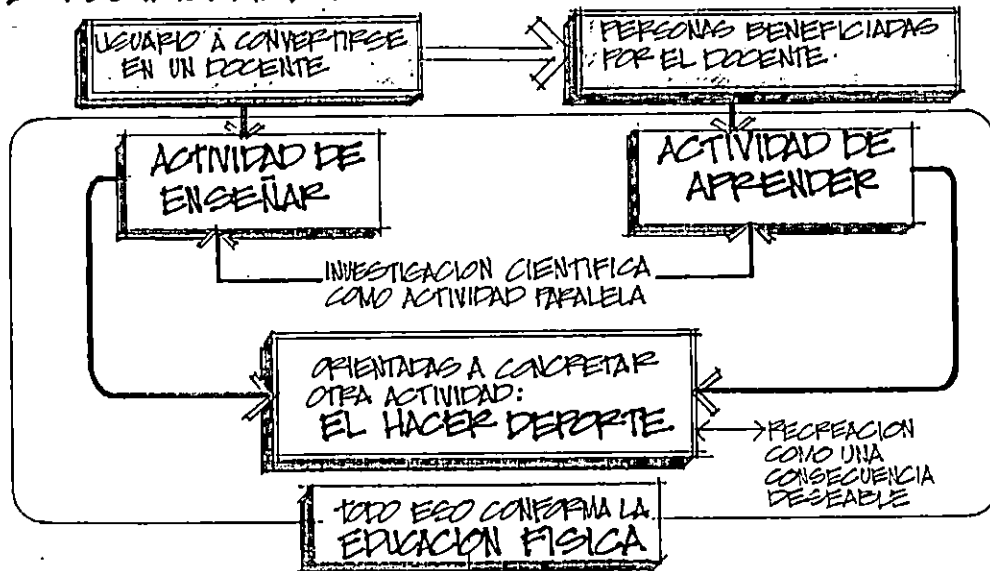 USUARIO A CONVERTIRSE
EN UN DOCENTE
PERSONAS BENEFICIADAS
POR EL DOCENTE.
ACTIVIDAD DE
ENSEÑAR
ACTIVIDAD DE
APRENDER
INVESTIGACION CIENTIFICA
COMO ACTIVIDAD PARALELA
ORIENTADAS A CONCRETAR
OTRA ACTIVIDAD:
EL HACER DEPORTE
RECREACION
COMO UNA
CONSECUENCIA
DESEABLE
TODO ESO CONFORMA LA
EDUCACION FISICA